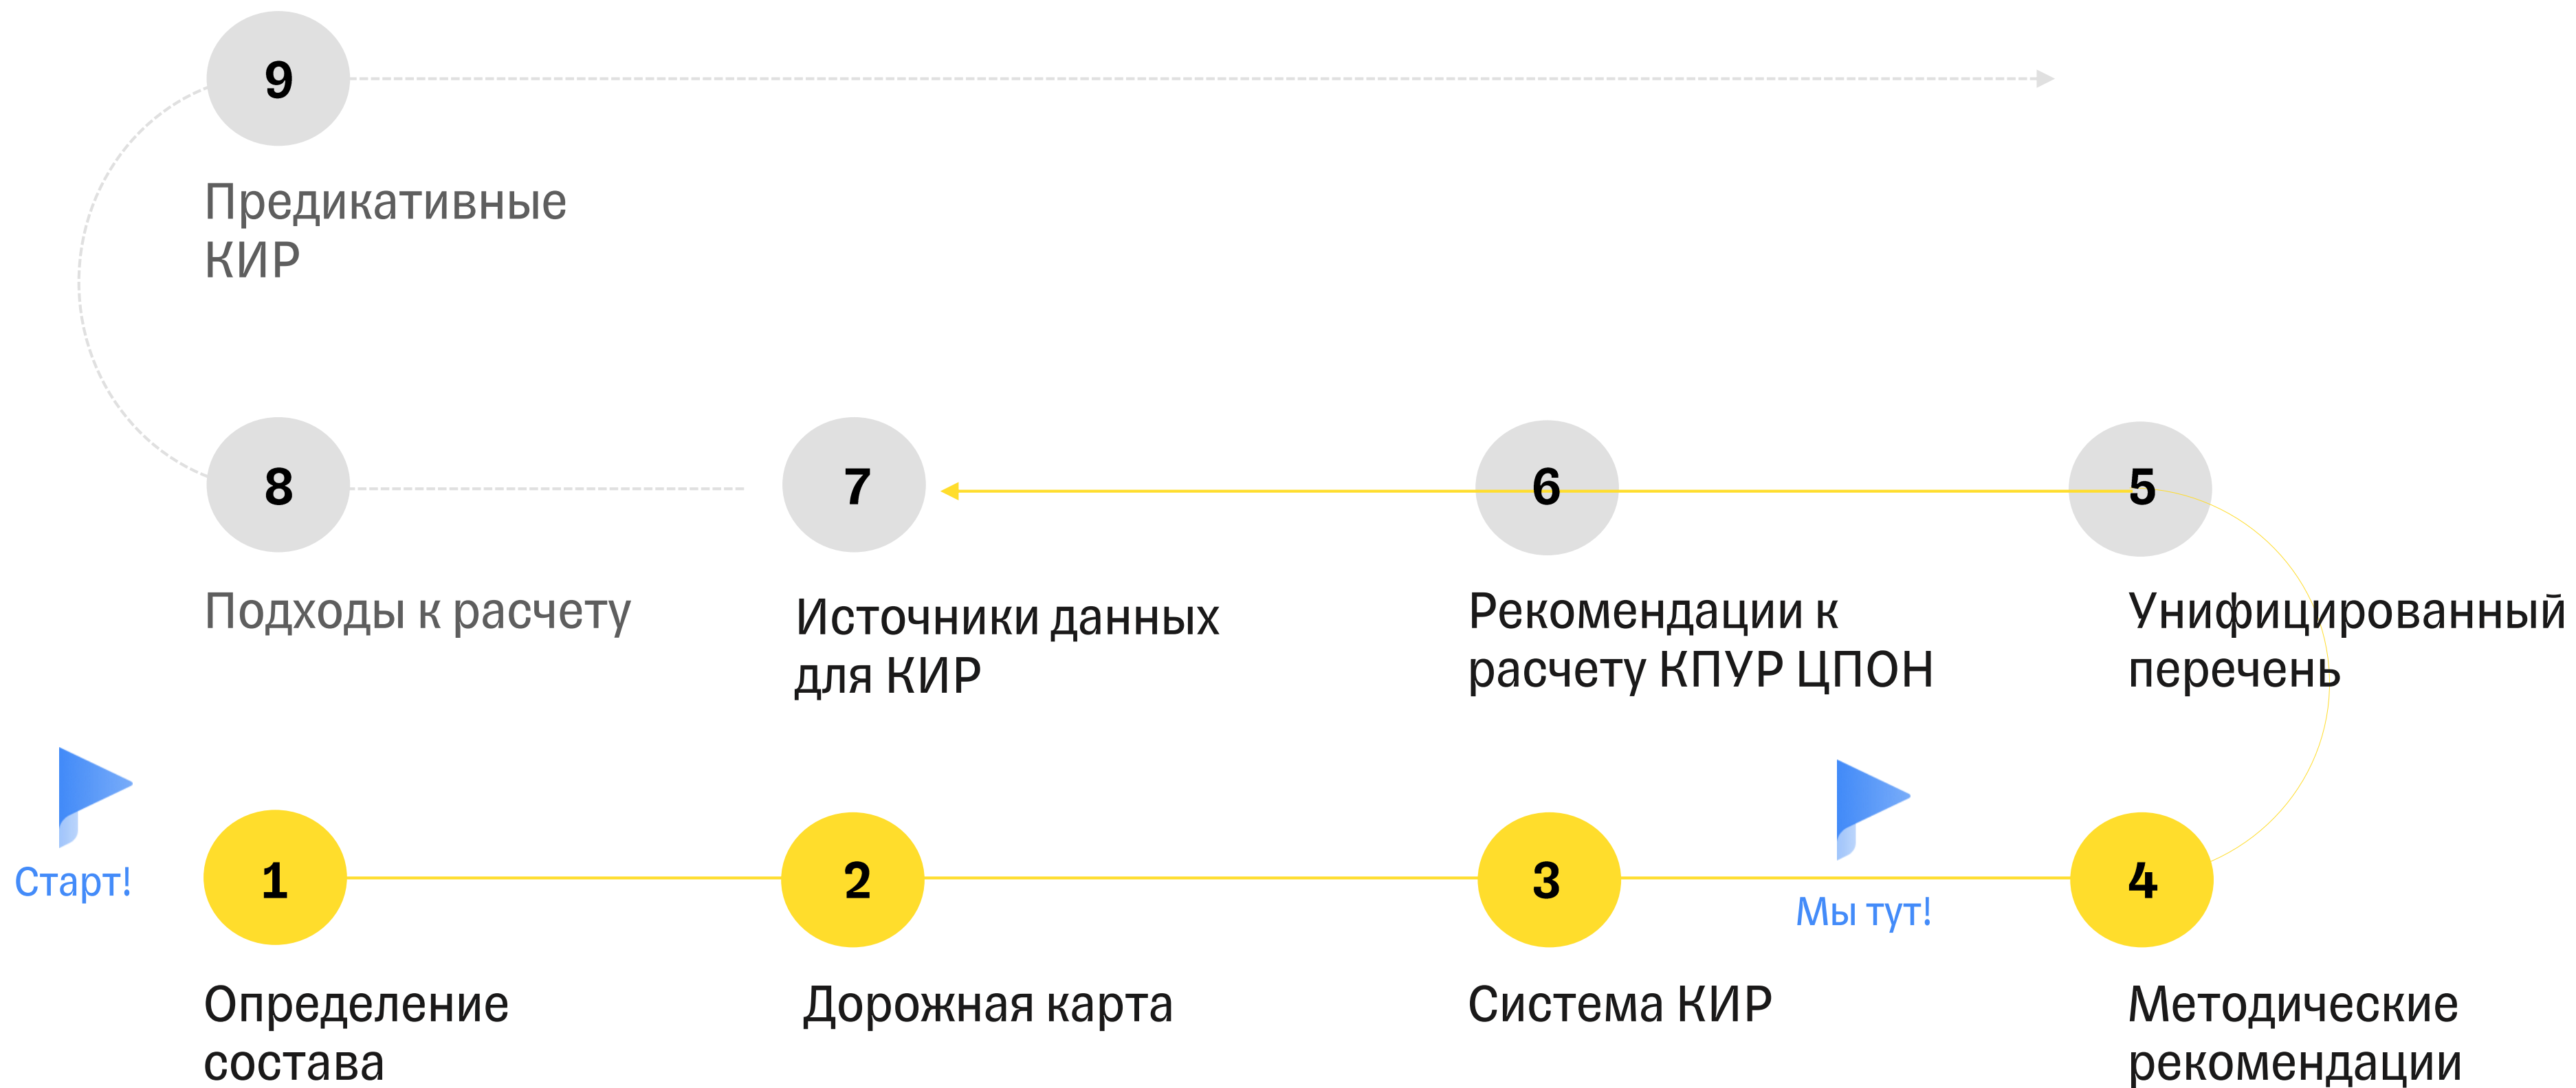 9
Предикативные
КИР
8
7
6
5
Подходы к расчету
Источники данных
для КИР
Рекомендации к
расчету КПУР ЦПОН
Унифицированный
перечень
Старт!
1
2
3
Мы тут!
4
Определение
состава
Дорожная карта
Система КИР
Методические
рекомендации